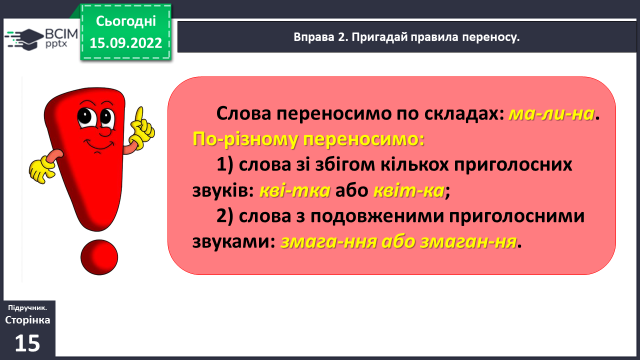 Сьогодні
15.09.2022
ВСІМ
pptx
Вправа 2. Пригадай правила переносу.
Слова переносимо по складах: ма-ли-на.
По-різному переносимо:
1) слова зі збігом кількох приголосних
звуків: кві-тка або квіт-ка;
2) слова з подовженими приголосними
звуками: змага-ння або змаган-ня.
Підручник.
Сторінка
15